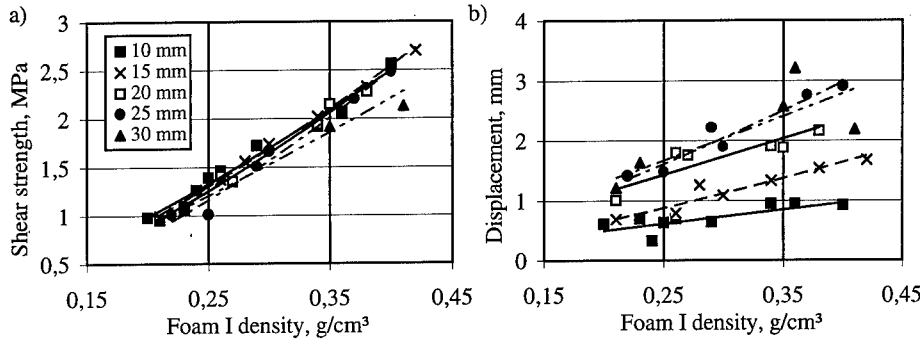 a)
Shear strength, MPa
3
2,5
2
1,5
1
0,5
10 mm
15 mm
20 mm
25 mm
30 mm
0,15
0,25
0,35
0,45
Foam I density, g/cm³
b)
Displacement, mm
4
3
2
1
0
0,15
0,25
0,35
0,45
Foam I density, g/cm³